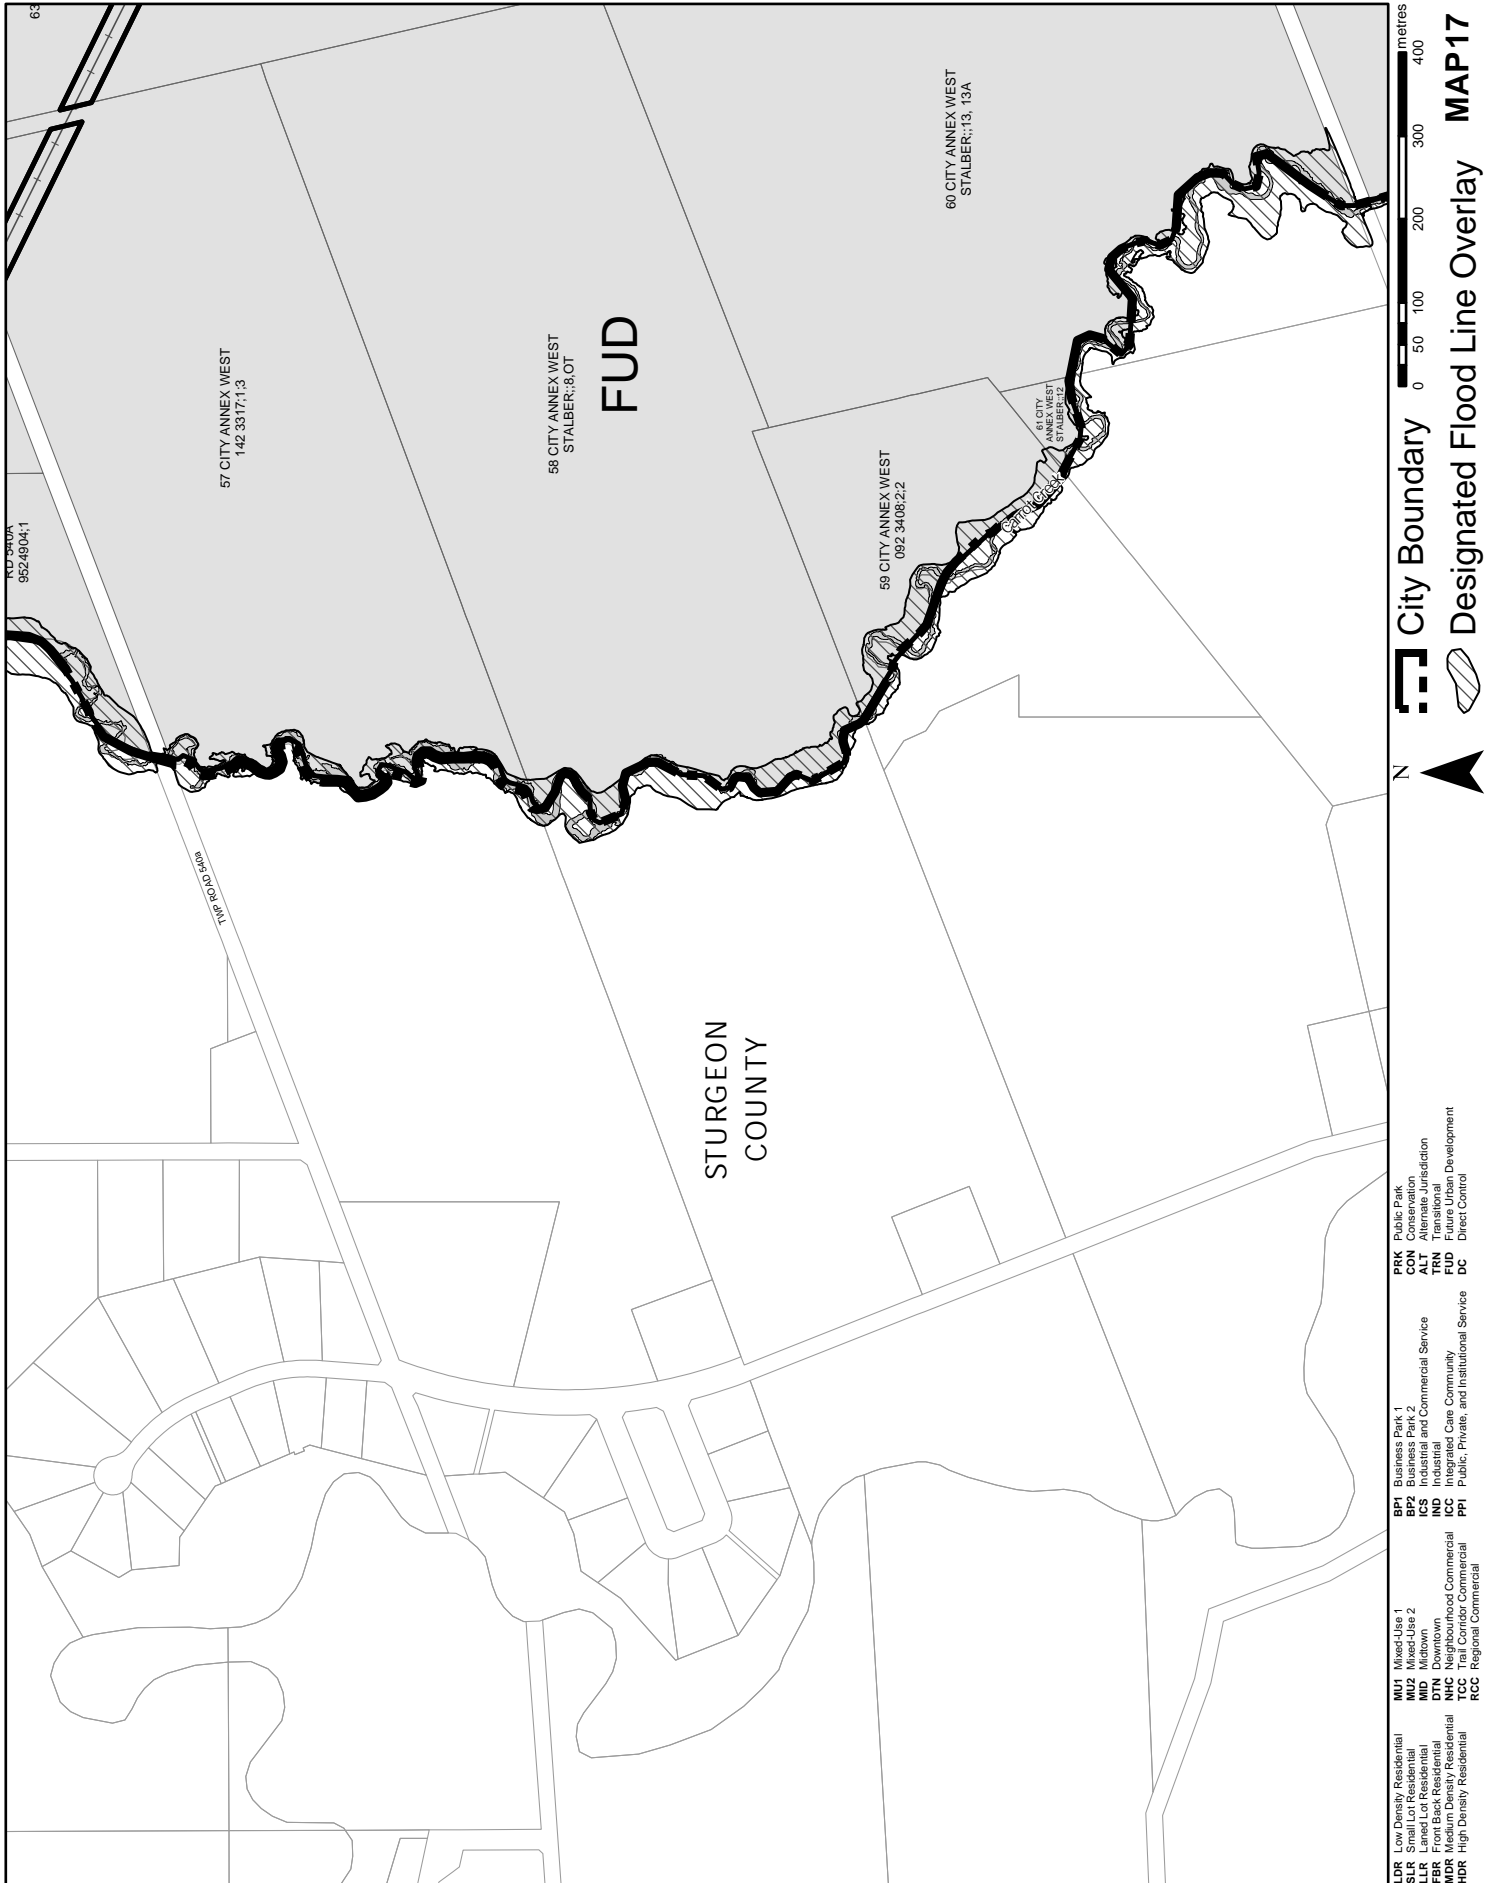 63
RD 540A
9524904;1
57 CITY ANNEX WEST
142 3317;1;3
58 CITY ANNEX WEST
STALBER;;8,OT
FUD
60 CITY ANNEX WEST
STALBER;;13, 13A
59 CITY ANNEX WEST
092 3408;2;2
61 CITY
ANNEX WEST
STALBER;;12
Carrot Creek
TWP ROAD 540a
STURGEON
COUNTY
LDR Low Density Residential
SLR Small Lot Residential
LLR Laned Lot Residential
FBR Front Back Residential
MDR Medium Density Residential
HDR High Density Residential
MU1 Mixed-Use 1
MU2 Mixed-Use 2
MID Midtown
DTN Downtown
NHC Neighbourhood Commercial
TCC Trail Corridor Commercial
RCC Regional Commercial
BP1 Business Park 1
BP2 Business Park 2
ICS Industrial and Commercial Service
IND Industrial
ICC Integrated Care Community
PPI Public, Private, and Institutional Service
PRK Public Park
CON Conservation
ALT Alternate Jurisdiction
TRN Transitional
FUD Future Urban Development
DC Direct Control
N
City Boundary
Designated Flood Line Overlay
0 50 100 200 300 400
metres
MAP17